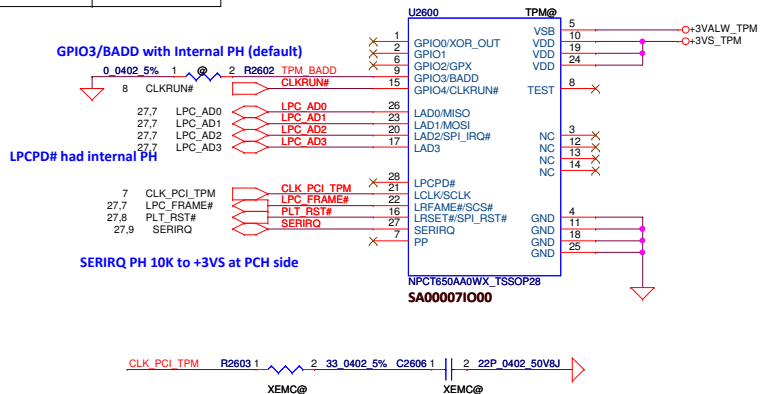 U2600 TPM@
1 GPIO0/XOR_OUT VSB 5 +3VALW_TPM
2 GPIO1 VDD 10 +3VS_TPM
6 GPIO2/GPX VDD 19
GPIO3/BADD with Internal PH (default)
0_0402_5% 1 @ 2 R2602 TPM_BADD 9 GPIO3/BADD VDD 24
8 CLKRUN# CLKRUN# 15 GPIO4/CLKRUN# TEST 8
27,7 LPC_AD0 LPC_AD0 26 LAD0/MISO
27,7 LPC_AD1 LPC_AD1 23 LAD1/MOSI
27,7 LPC_AD2 LPC_AD2 20 LAD2/SPI_IRQ# NC 3
27,7 LPC_AD3 LPC_AD3 17 LAD3 NC 12
NC 13
NC 14
LPCPD# had internal PH
28 LPCPD#
7 CLK_PCI_TPM CLK_PCI_TPM 21 LCLK/SCLK
27,7 LPC_FRAME# LPC_FRAME# 22 LRFAME#/SCS#
27,8 PLT_RST# PLT_RST# 16 LRSET#/SPI_RST# GND 4
27,9 SERIRQ SERIRQ 27 SERIRQ GND 11
7 PP GND 18
GND 25
SERIRQ PH 10K to +3VS at PCH side
NPCT650AA0WX_TSSOP28
SA00007IO00
CLK_PCI_TPM R2603 1 2 33_0402_5% C2606 1 2 22P_0402_50V8J
XEMC@ XEMC@